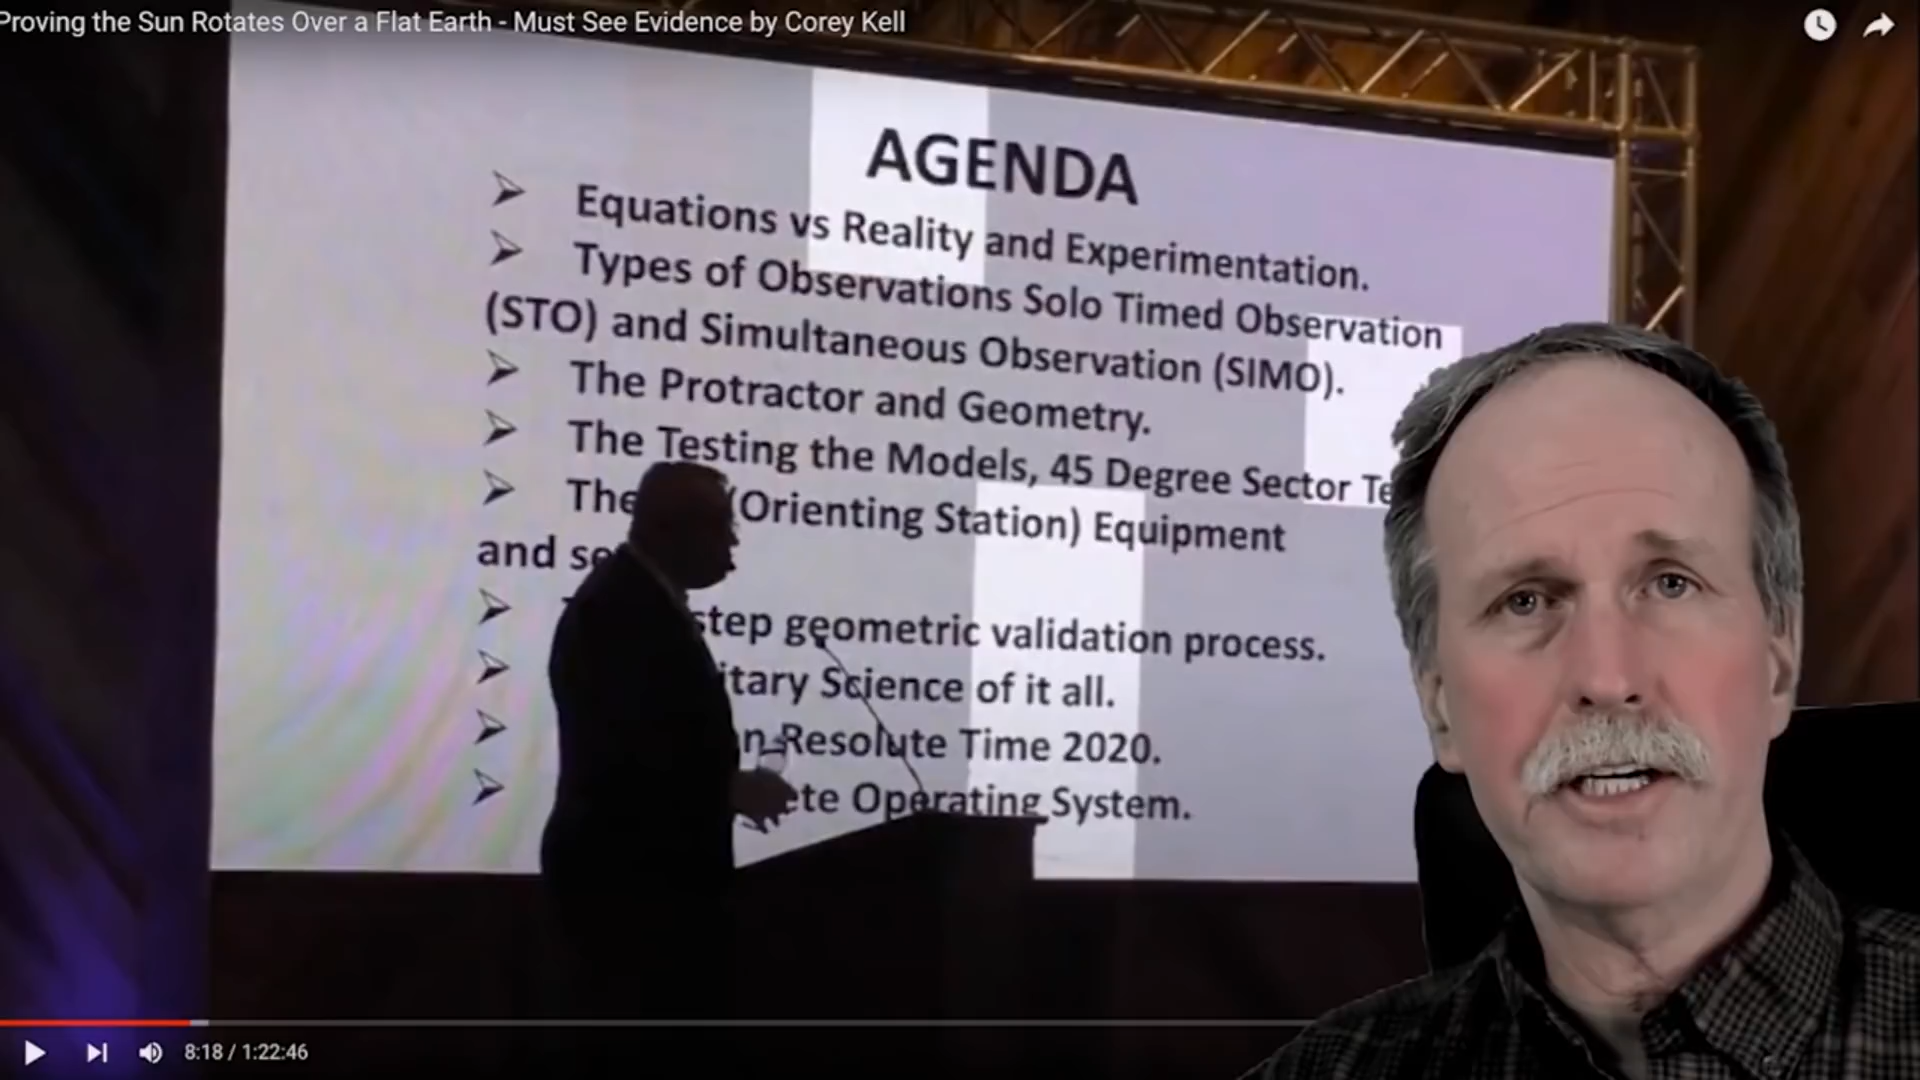 Proving the Sun Rotates Over a Flat Earth - Must See Evidence by Corey Kell
AGENDA
Equations vs Reality and Experimentation.
Types of Observations Solo Timed Observation
(STO) and Simultaneous Observation (SIMO).
The Protractor and Geometry.
The Testing the Models, 45 Degree Sector
The (Orienting Station) Equipment
and
step geometric validation process.
Science of it all.
Resolute Time 2020.
Operating System.
8:18 / 1:22:46